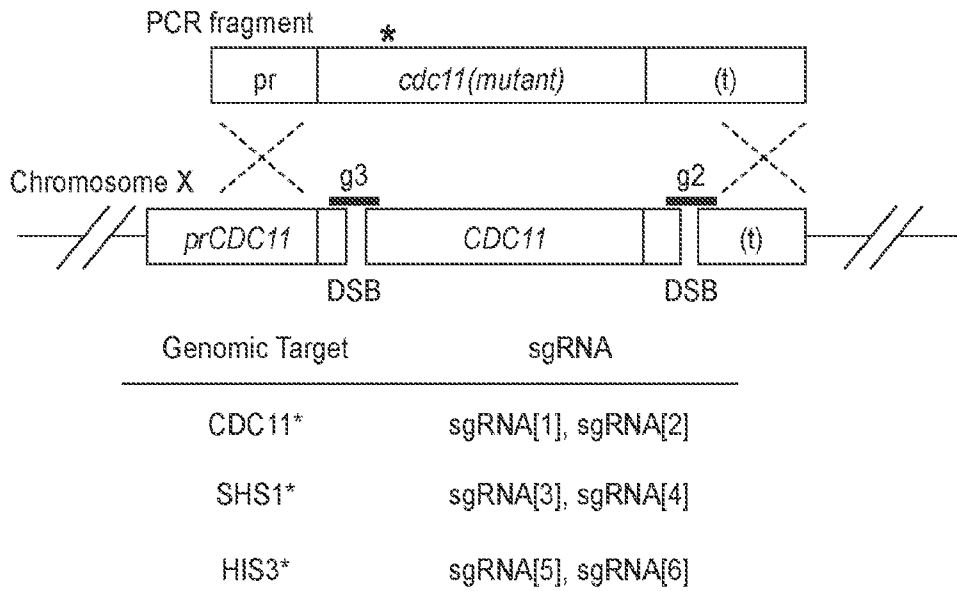 PCR fragment
*
pr cdc11(mutant) (t)
Chromosome X
g3 g2
prCDC11 CDC11 (t)
DSB DSB
Genomic Target sgRNA
CDC11* sgRNA[1], sgRNA[2]
SHS1* sgRNA[3], sgRNA[4]
HIS3* sgRNA[5], sgRNA[6]